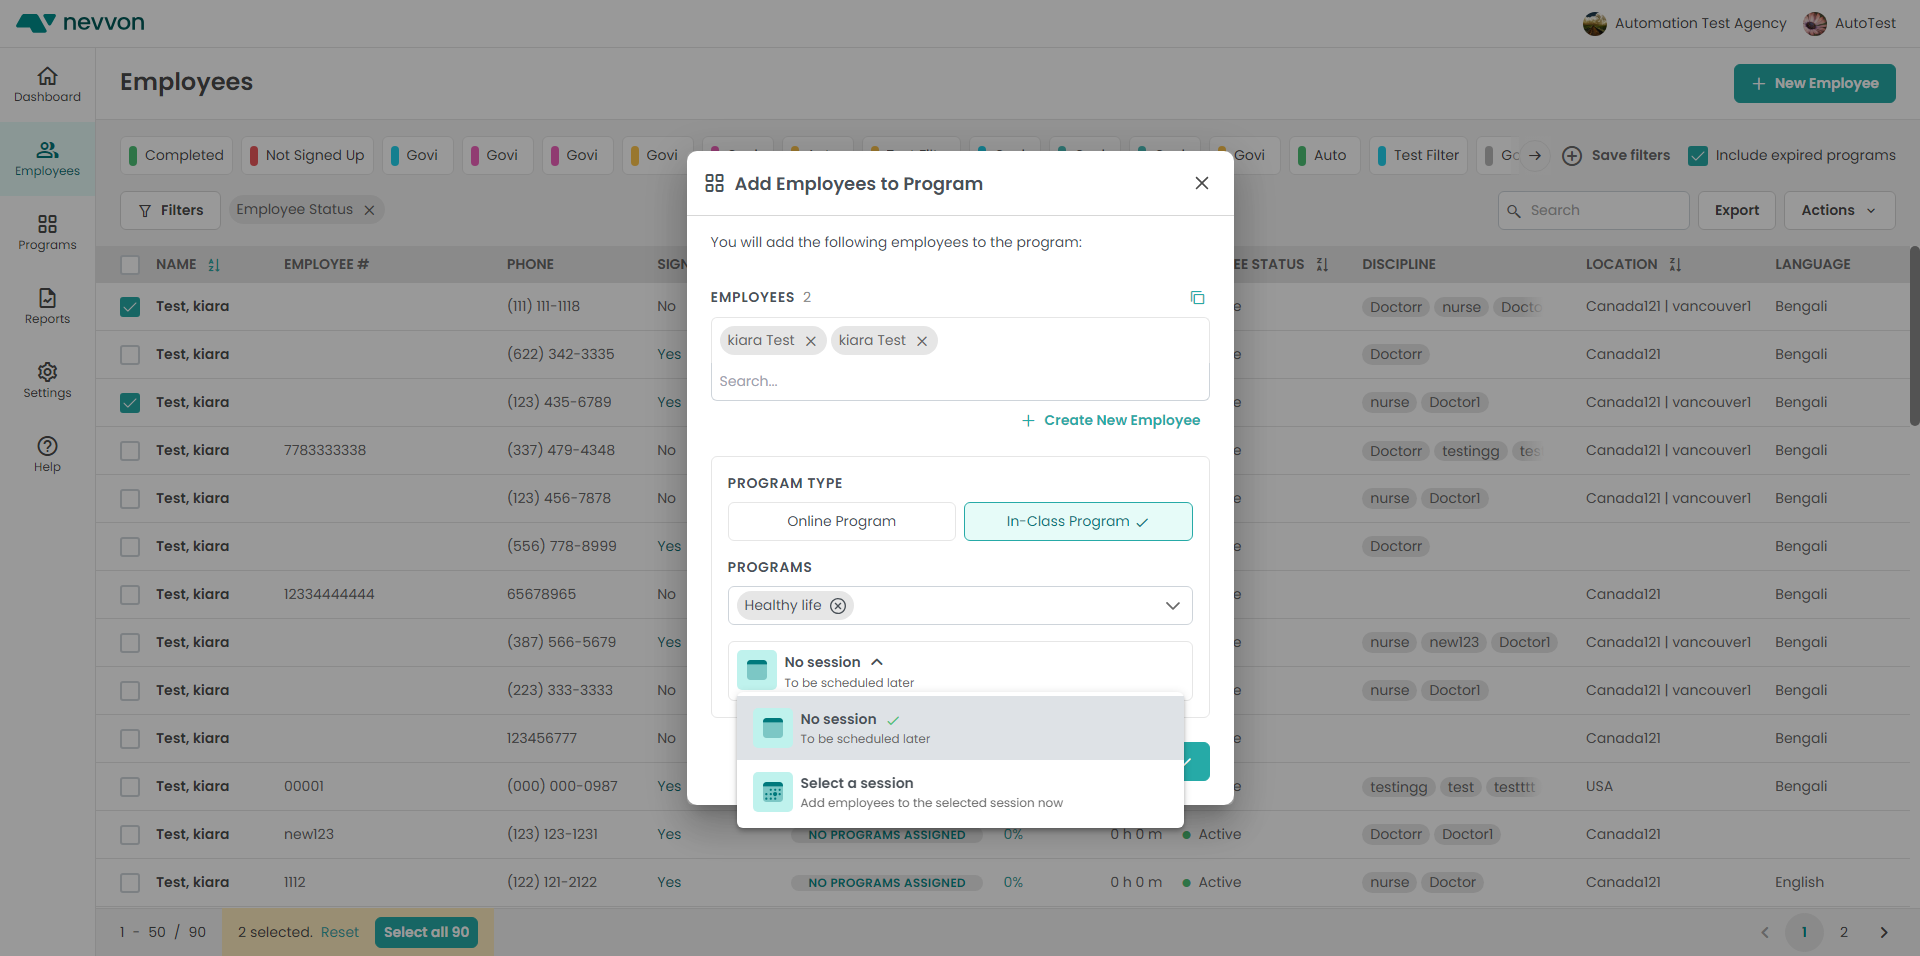 nevvon
Automation Test Agency
AutoTest
Dashboard
Employees
Programs
Reports
Settings
Help
Employees
New Employee
Completed
Not Signed Up
Govi
Govi
Govi
Govi
Govi
Auto
Test Filter
Save filters
Include expired programs
Filters
Employee Status
Search
Export
Actions
NAME EMPLOYEE # PHONE SIGN EE STATUS DISCIPLINE LOCATION LANGUAGE
Test, kiara (111) 111-1118 No e Doctorr nurse Docto Canada121 | vancouver1 Bengali
Test, kiara (622) 342-3335 Yes e Doctorr Canada121 Bengali
Test, kiara (123) 435-6789 Yes e nurse Doctor1 Canada121 | vancouver1 Bengali
Test, kiara 7783333338 (337) 479-4348 No e Doctorr testingg tes Canada121 | vancouver1 Bengali
Test, kiara (123) 456-7878 No e nurse Doctor1 Canada121 | vancouver1 Bengali
Test, kiara (556) 778-8999 Yes e Doctorr Bengali
Test, kiara 12334444444 65678965 No e Canada121 Bengali
Test, kiara (387) 566-5679 Yes e nurse new123 Doctor1 Canada121 | vancouver1 Bengali
Test, kiara (223) 333-3333 No e nurse Doctor1 Canada121 | vancouver1 Bengali
Test, kiara 123456777 No e Canada121 Bengali
Test, kiara 00001 (000) 000-0987 Yes e testingg test testttt USA Bengali
Test, kiara new123 (123) 123-1231 Yes NO PROGRAMS ASSIGNED 0% 0 h 0 m Active Doctorr Doctor1 Canada121
Test, kiara 1112 (122) 121-2122 Yes NO PROGRAMS ASSIGNED 0% 0 h 0 m Active nurse Doctor Canada121 English
1 - 50 / 90
2 selected. Reset
Select all 90
1 2
Add Employees to Program
You will add the following employees to the program:
EMPLOYEES 2
kiara Test
kiara Test
Search...
Create New Employee
PROGRAM TYPE
Online Program
In-Class Program
PROGRAMS
Healthy life
No session
To be scheduled later
No session
To be scheduled later
Select a session
Add employees to the selected session now